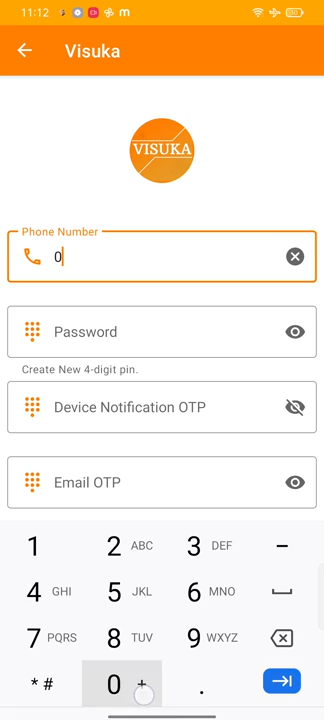 11:12
m
Visuka
VISUKA
Phone Number
0
Password
Create New 4-digit pin.
Device Notification OTP
Email OTP
1 2 ABC 3 DEF –
4 GHI 5 JKL 6 MNO
7 PQRS 8 TUV 9 WXYZ
* # 0 + .